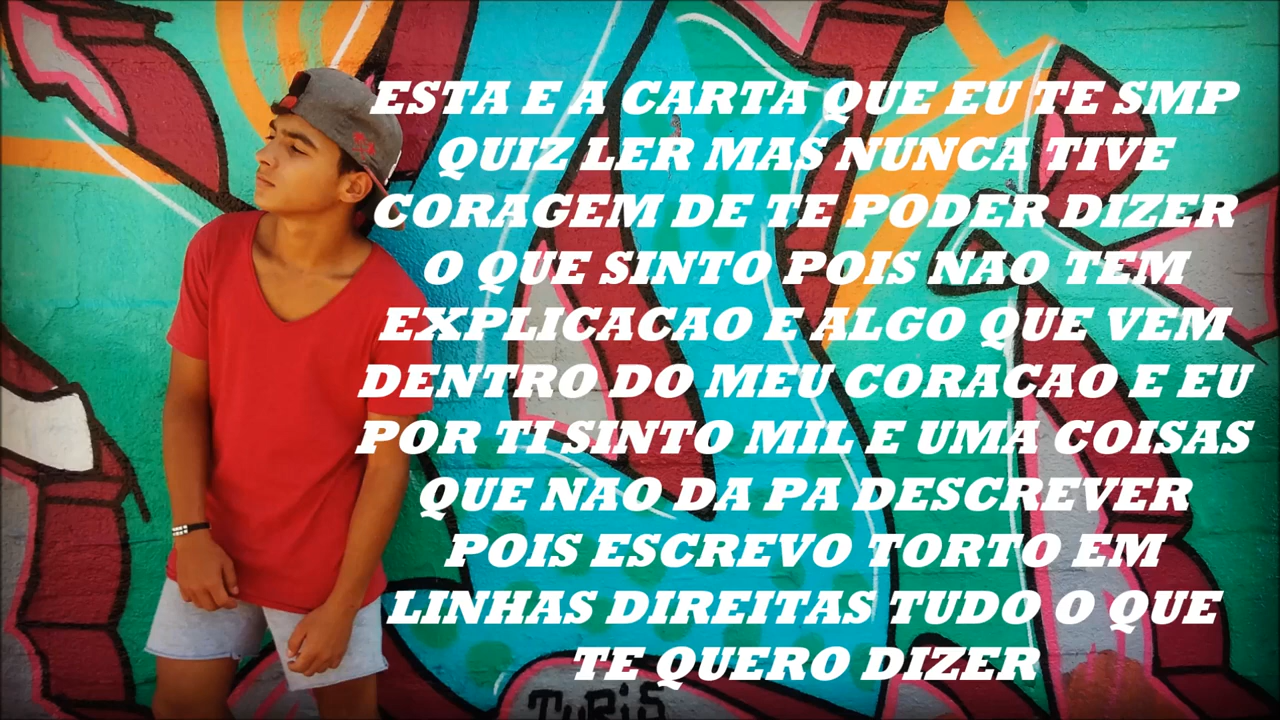 ESTA E A CARTA QUE EU TE SMP
QUIZ LER MAS NUNCA TIVE
CORAGEM DE TE PODER DIZER
O QUE SINTO POIS NAO TEM
EXPLICACAO E ALGO QUE VEM
DENTRO DO MEU CORACAO E EU
POR TI SINTO MIL E UMA COISAS
QUE NAO DA PA DESCREVER
POIS ESCREVO TORTO EM
LINHAS DIREITAS TUDO O QUE
TE QUERO DIZER
TURiS